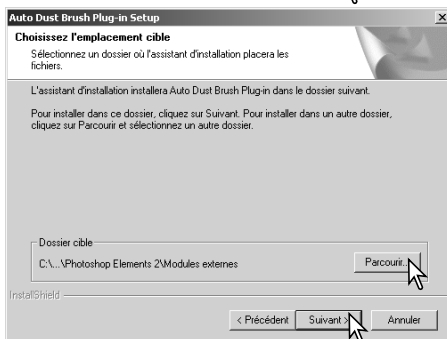 Auto Dust Brush Plug-in Setup
Choisissez l'emplacement cible
Sélectionnez un dossier où l'assistant d'installation placera les
fichiers.
L'assistant d'installation installera Auto Dust Brush Plug-in dans le dossier suivant.
Pour installer dans ce dossier, cliquez sur Suivant. Pour installer dans un autre dossier,
cliquez sur Parcourir et sélectionnez un autre dossier.
Dossier cible
C:\...\Photoshop Elements 2\Modules externes
Parcourir...
InstallShield
< Précédent
Suivant >
Annuler